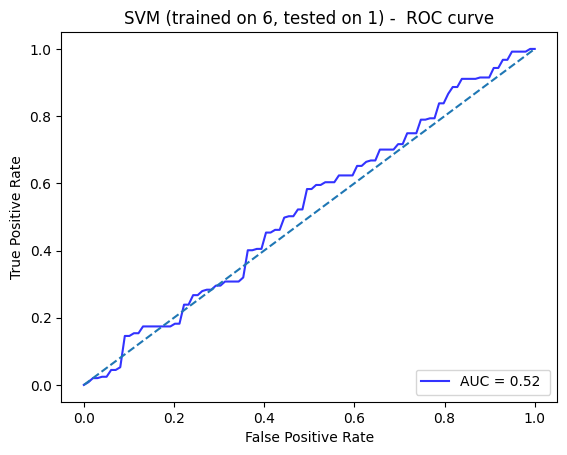 SVM (trained on 6, tested on 1) -  ROC curve
True Positive Rate
1.0
0.8
0.6
0.4
0.2
0.0
AUC = 0.52
0.0 0.2 0.4 0.6 0.8 1.0
False Positive Rate